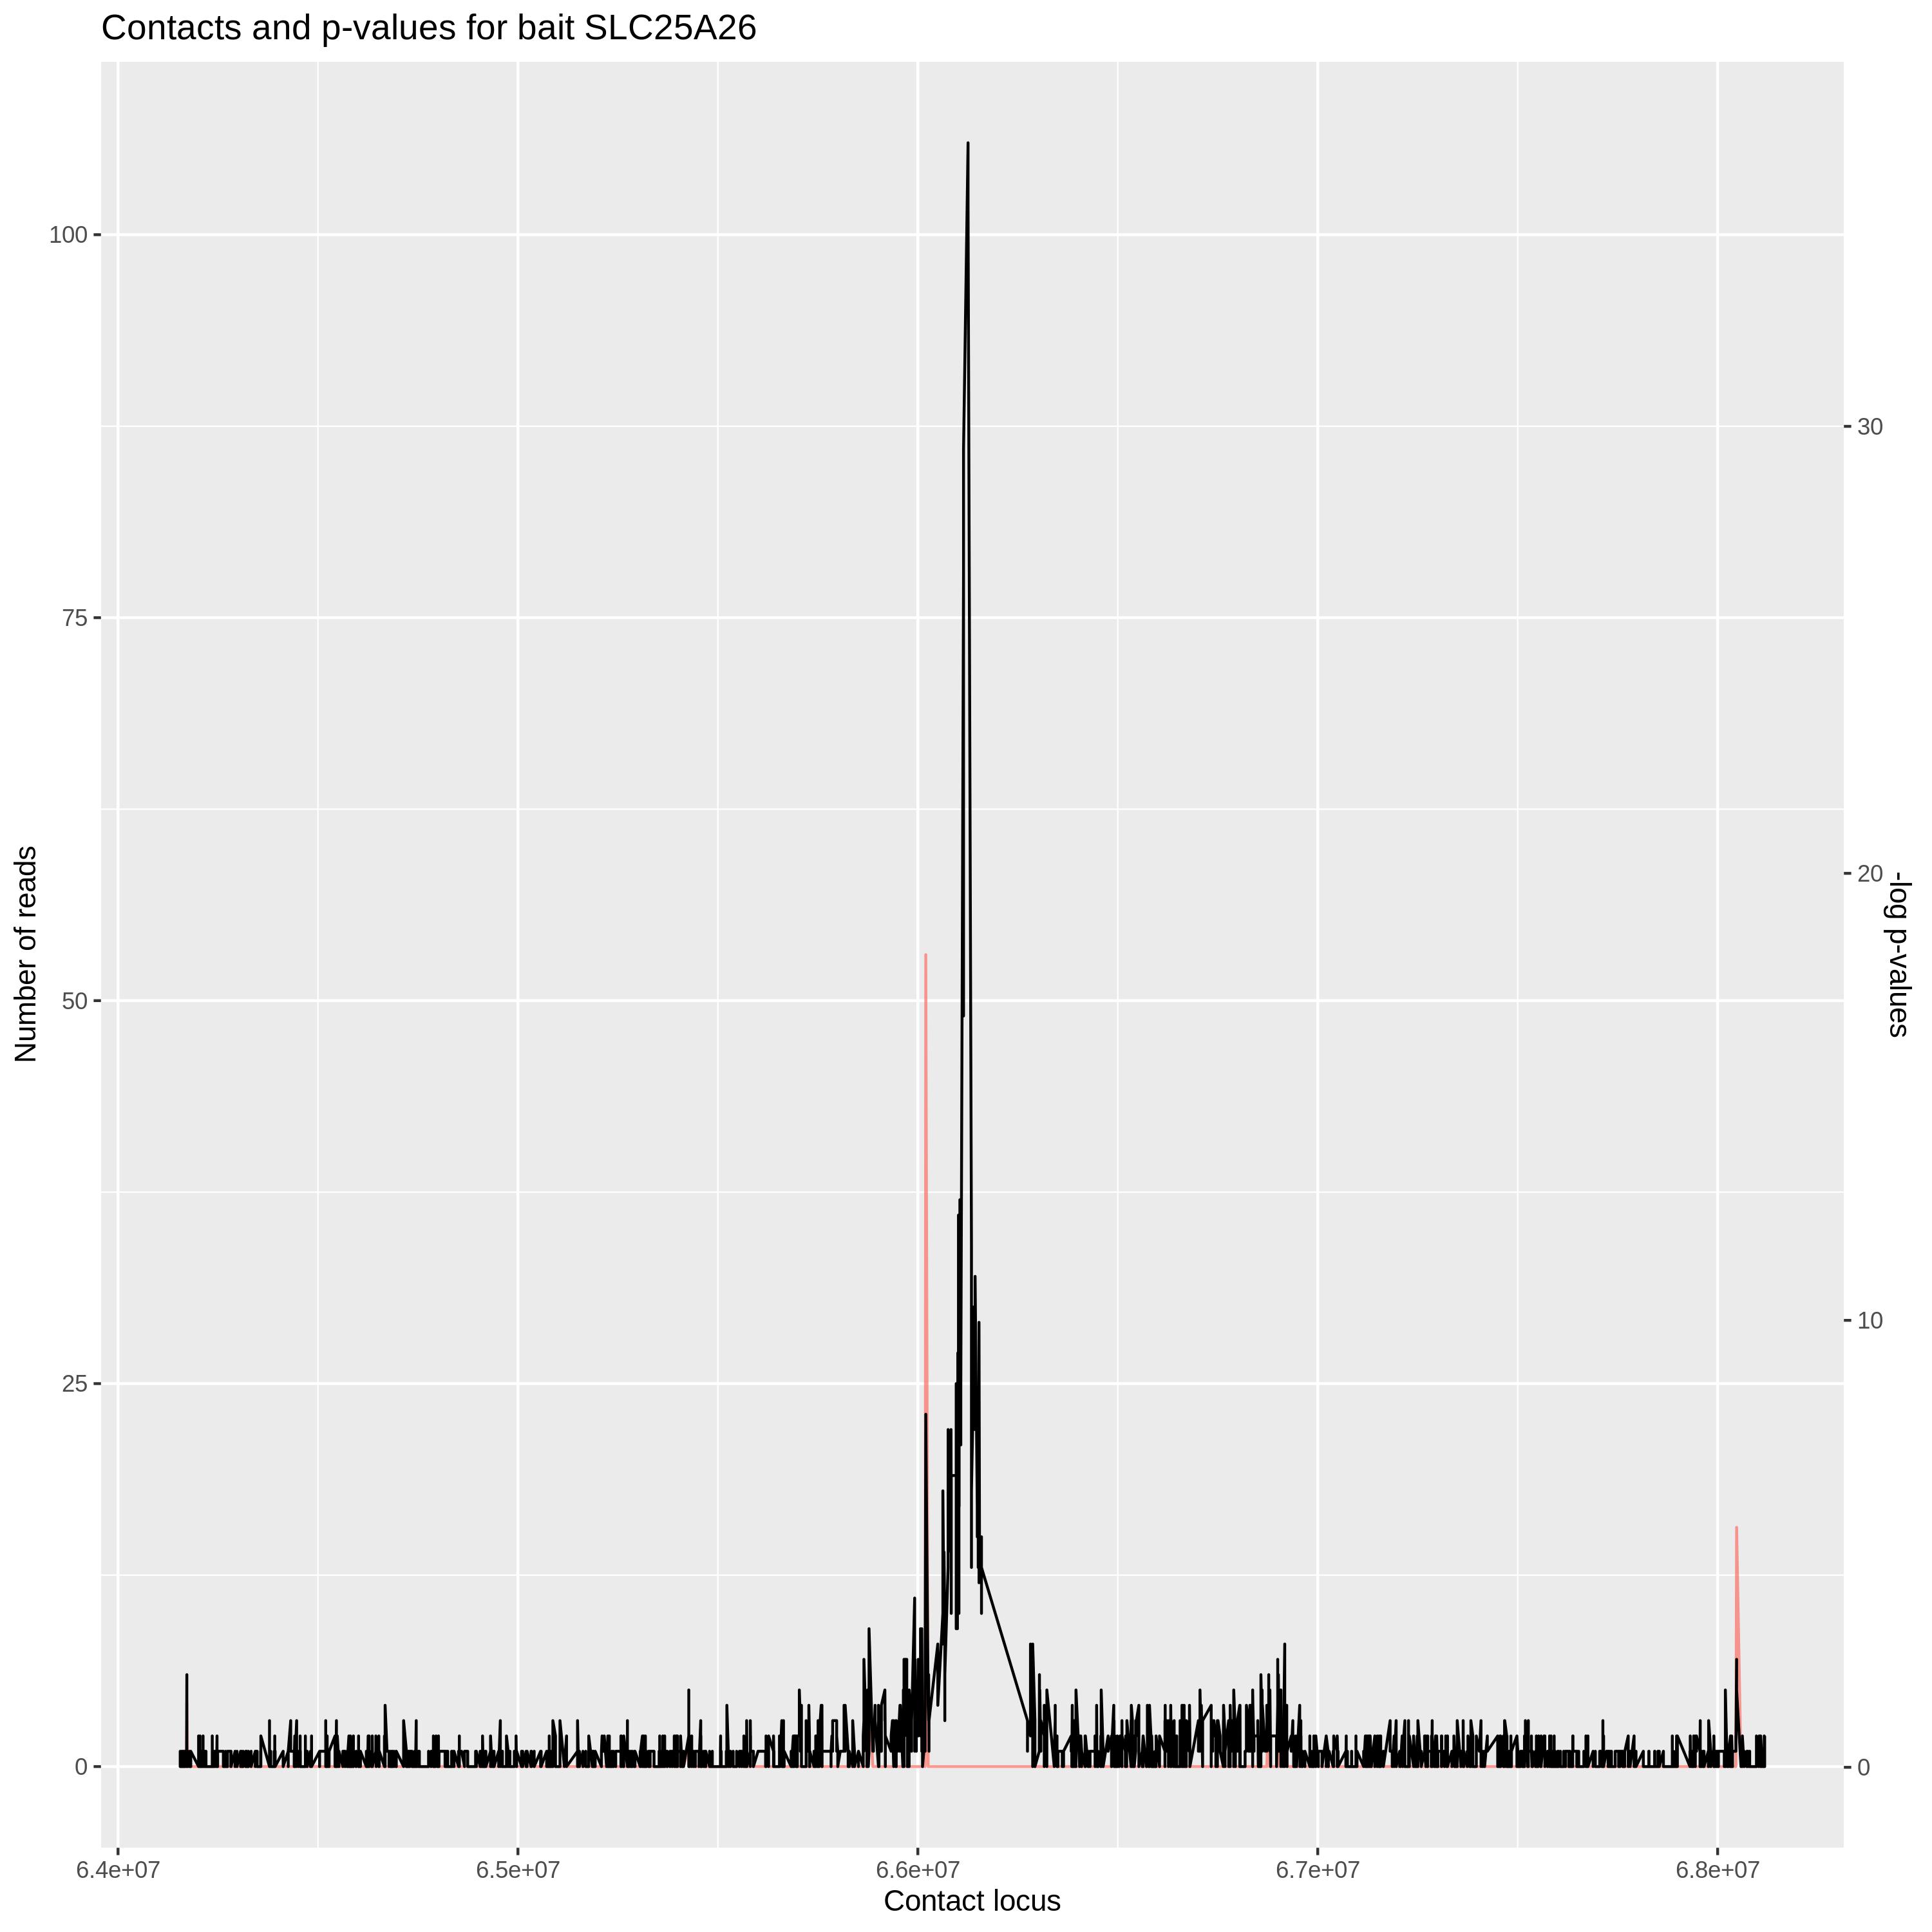 Contacts and p-values for bait SLC25A26
100
75
50
25
0
Number of reads
30
20
10
0
-log p-values
6.4e+07 6.5e+07 6.6e+07 6.7e+07 6.8e+07
Contact locus